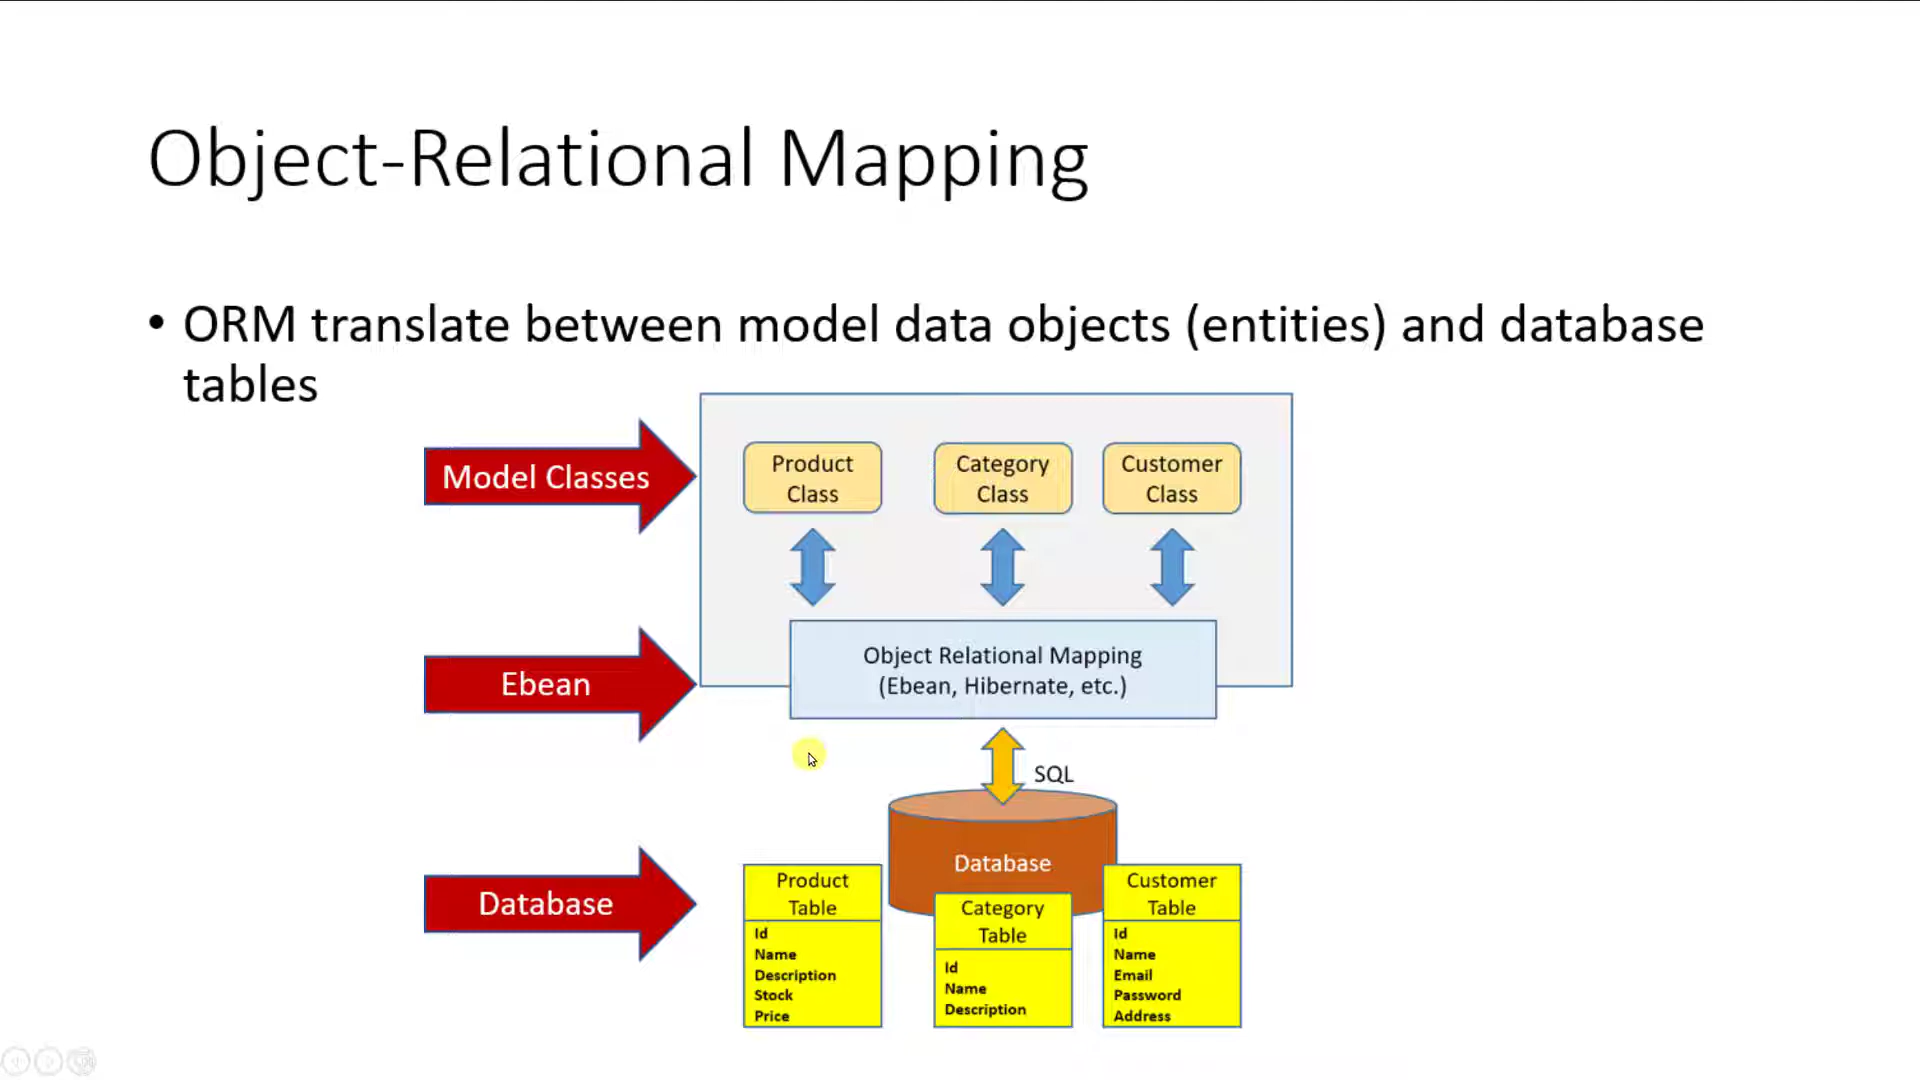 Object-Relational Mapping
• ORM translate between model data objects (entities) and database
tables
Model Classes
Product
Class
Category
Class
Customer
Class
Ebean
Object Relational Mapping
(Ebean, Hibernate, etc.)
SQL
Database
Database
Product
Table
Id
Name
Description
Stock
Price
Category
Table
Id
Name
Description
Customer
Table
Id
Name
Email
Password
Address